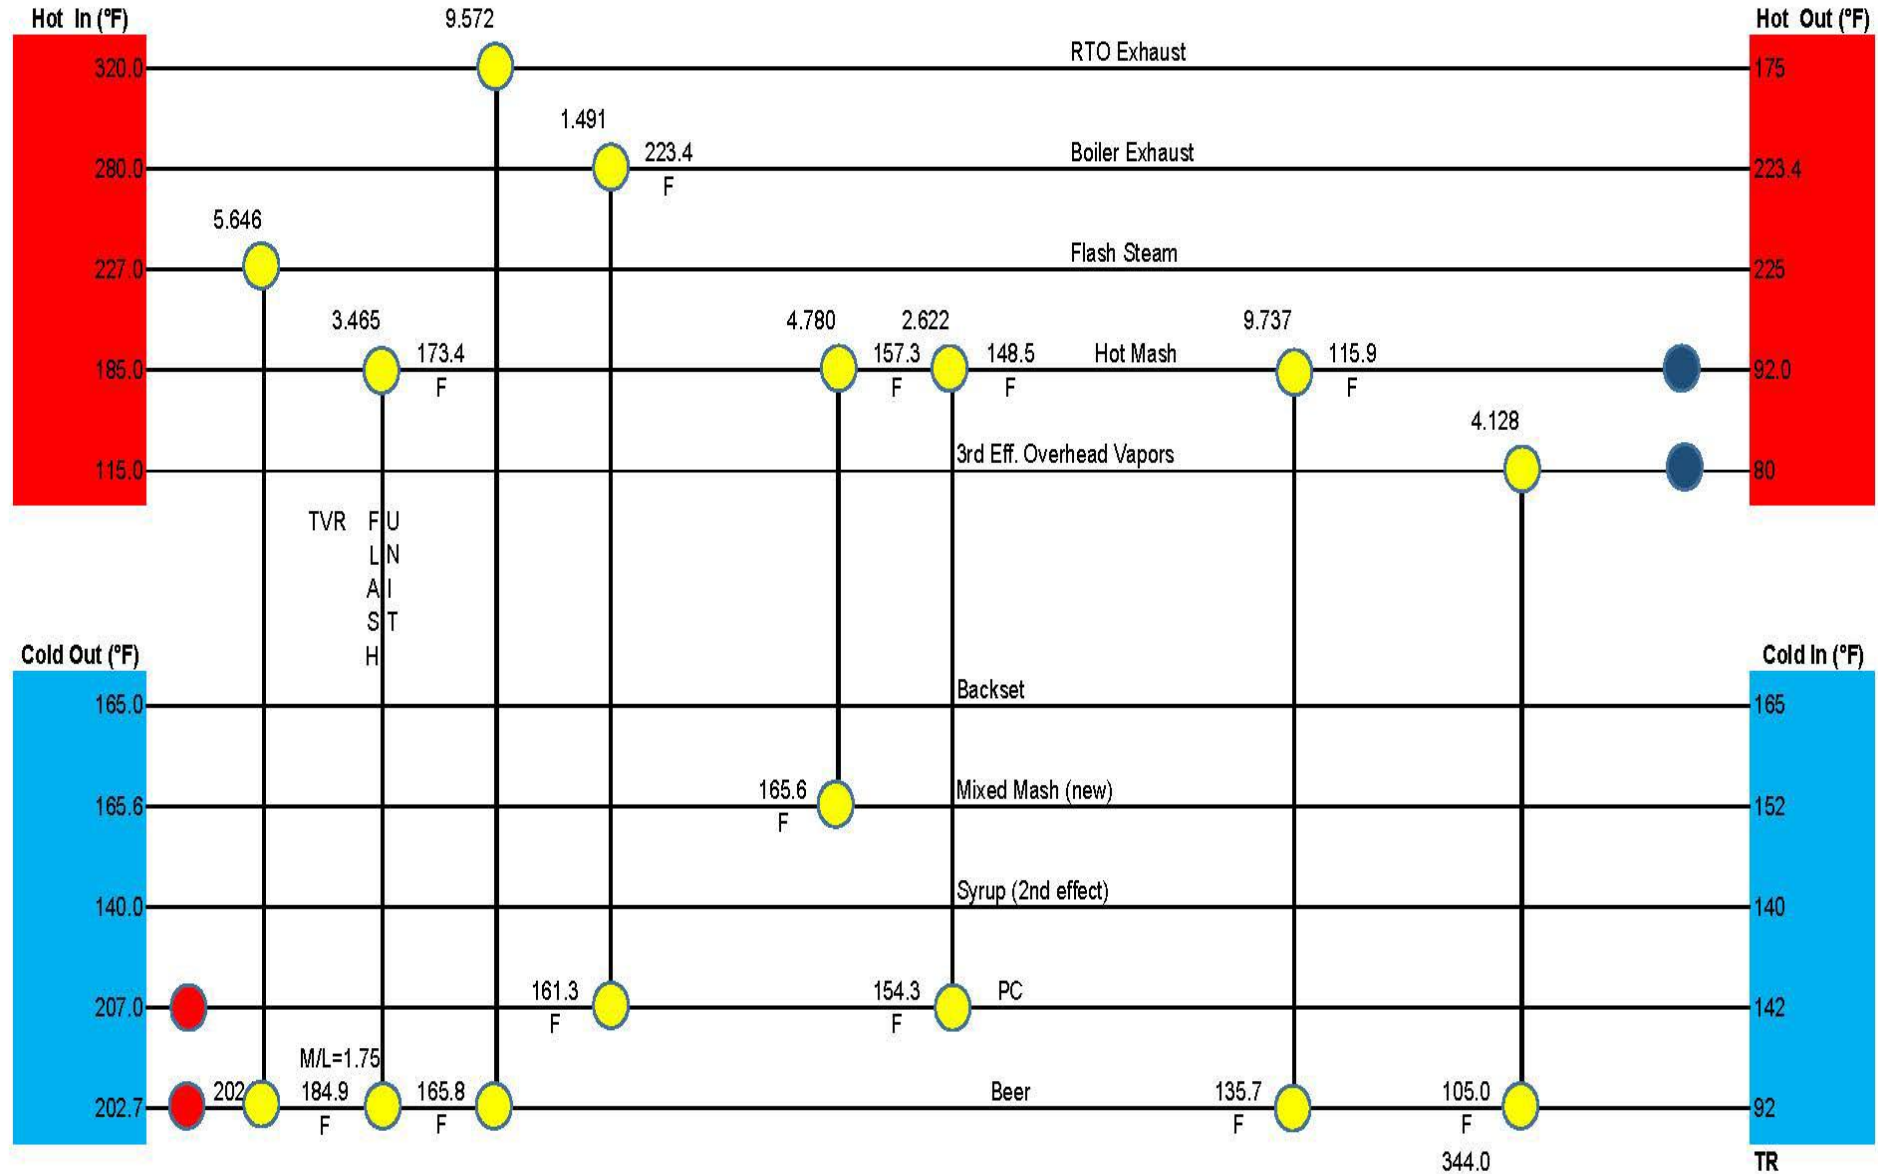 Hot In (°F)
9.572
Hot Out (°F)
RTO Exhaust
320.0
175
1.491
223.4
Boiler Exhaust
F
280.0
223.4
5.646
Flash Steam
227.0
225
3.465
4.780
2.622
9.737
173.4
157.3
148.5
Hot Mash
115.9
185.0
F
F
F
F
92.0
4.128
3rd Eff. Overhead Vapors
115.0
80
TVR
FLASH
UNIT
Cold Out (°F)
Cold In (°F)
Backset
165.0
165
165.6
F
Mixed Mash (new)
165.6
152
Syrup (2nd effect)
140.0
140
161.3
F
154.3
F
PC
207.0
142
M/L=1.75
202
184.9
F
165.8
F
Beer
135.7
F
105.0
F
202.7
92
344.0
TR